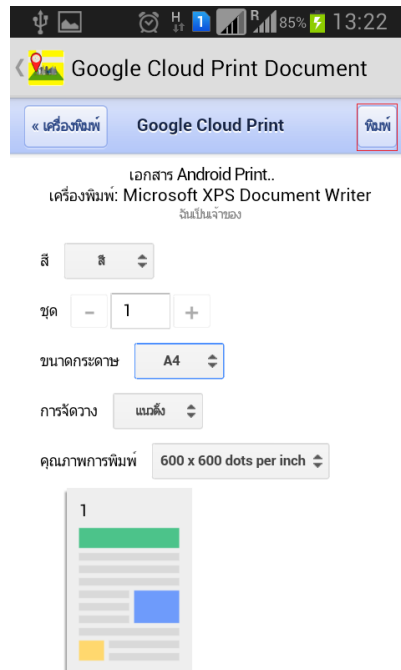 H 1 R 85% 13:22
Google Cloud Print Document
« เครื่องพิมพ์ Google Cloud Print พิมพ์
เอกสาร Android Print..
เครื่องพิมพ์: Microsoft XPS Document Writer
ฉันเป็นเจ้าของ
สี สี
ชุด – 1 +
ขนาดกระดาษ A4
การจัดวาง แนวตั้ง
คุณภาพการพิมพ์ 600 x 600 dots per inch
1